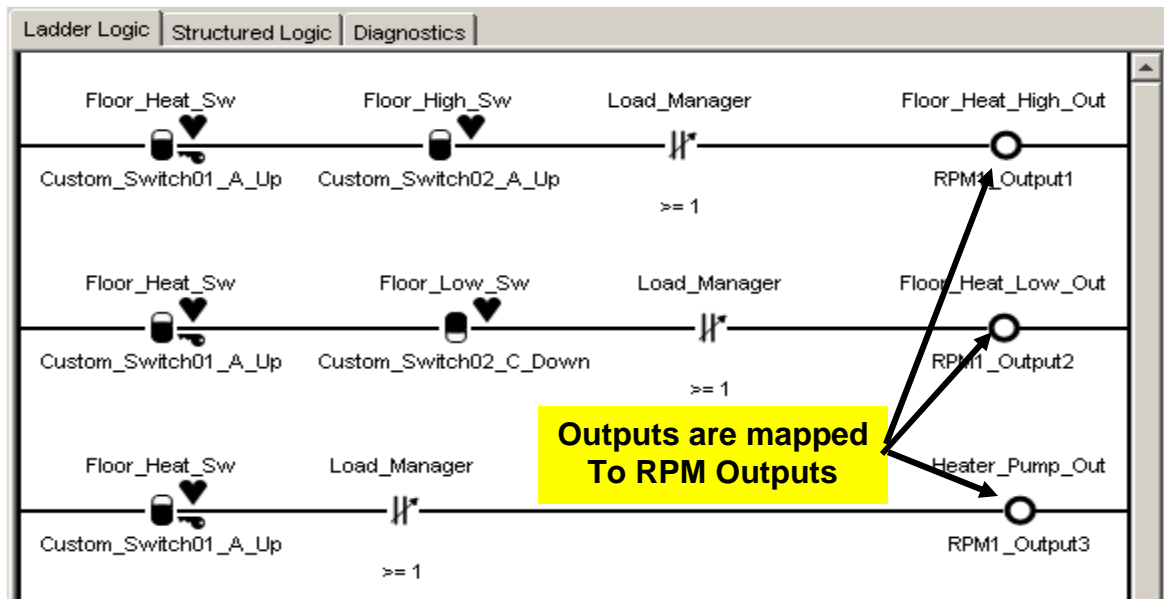 Ladder Logic Structured Logic Diagnostics
Floor_Heat_Sw Floor_High_Sw Load_Manager Floor_Heat_High_Out
Custom_Switch01_A_Up Custom_Switch02_A_Up RPM1_Output1
>= 1
Floor_Heat_Sw Floor_Low_Sw Load_Manager Floor_Heat_Low_Out
Custom_Switch01_A_Up Custom_Switch02_C_Down RPM1_Output2
>= 1
Outputs are mapped
To RPM Outputs
Floor_Heat_Sw Load_Manager Heater_Pump_Out
Custom_Switch01_A_Up RPM1_Output3
>= 1